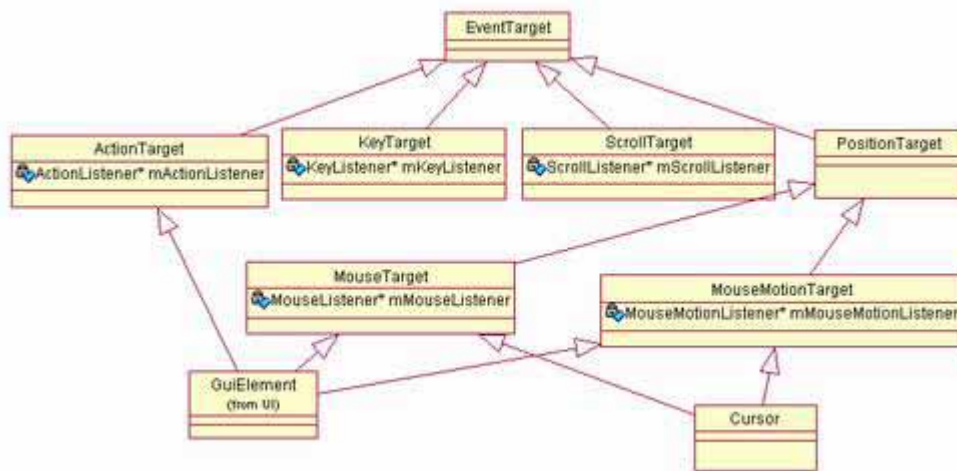 EventTarget
ActionTarget
ActionListener* mActionListener
KeyTarget
KeyListener* mKeyListener
ScrollTarget
ScrollListener* mScrollListener
PositionTarget
MouseTarget
MouseListener* mMouseListener
MouseMotionTarget
MouseMotionListener* mMouseMotionListener
GuiElement
(from UI)
Cursor